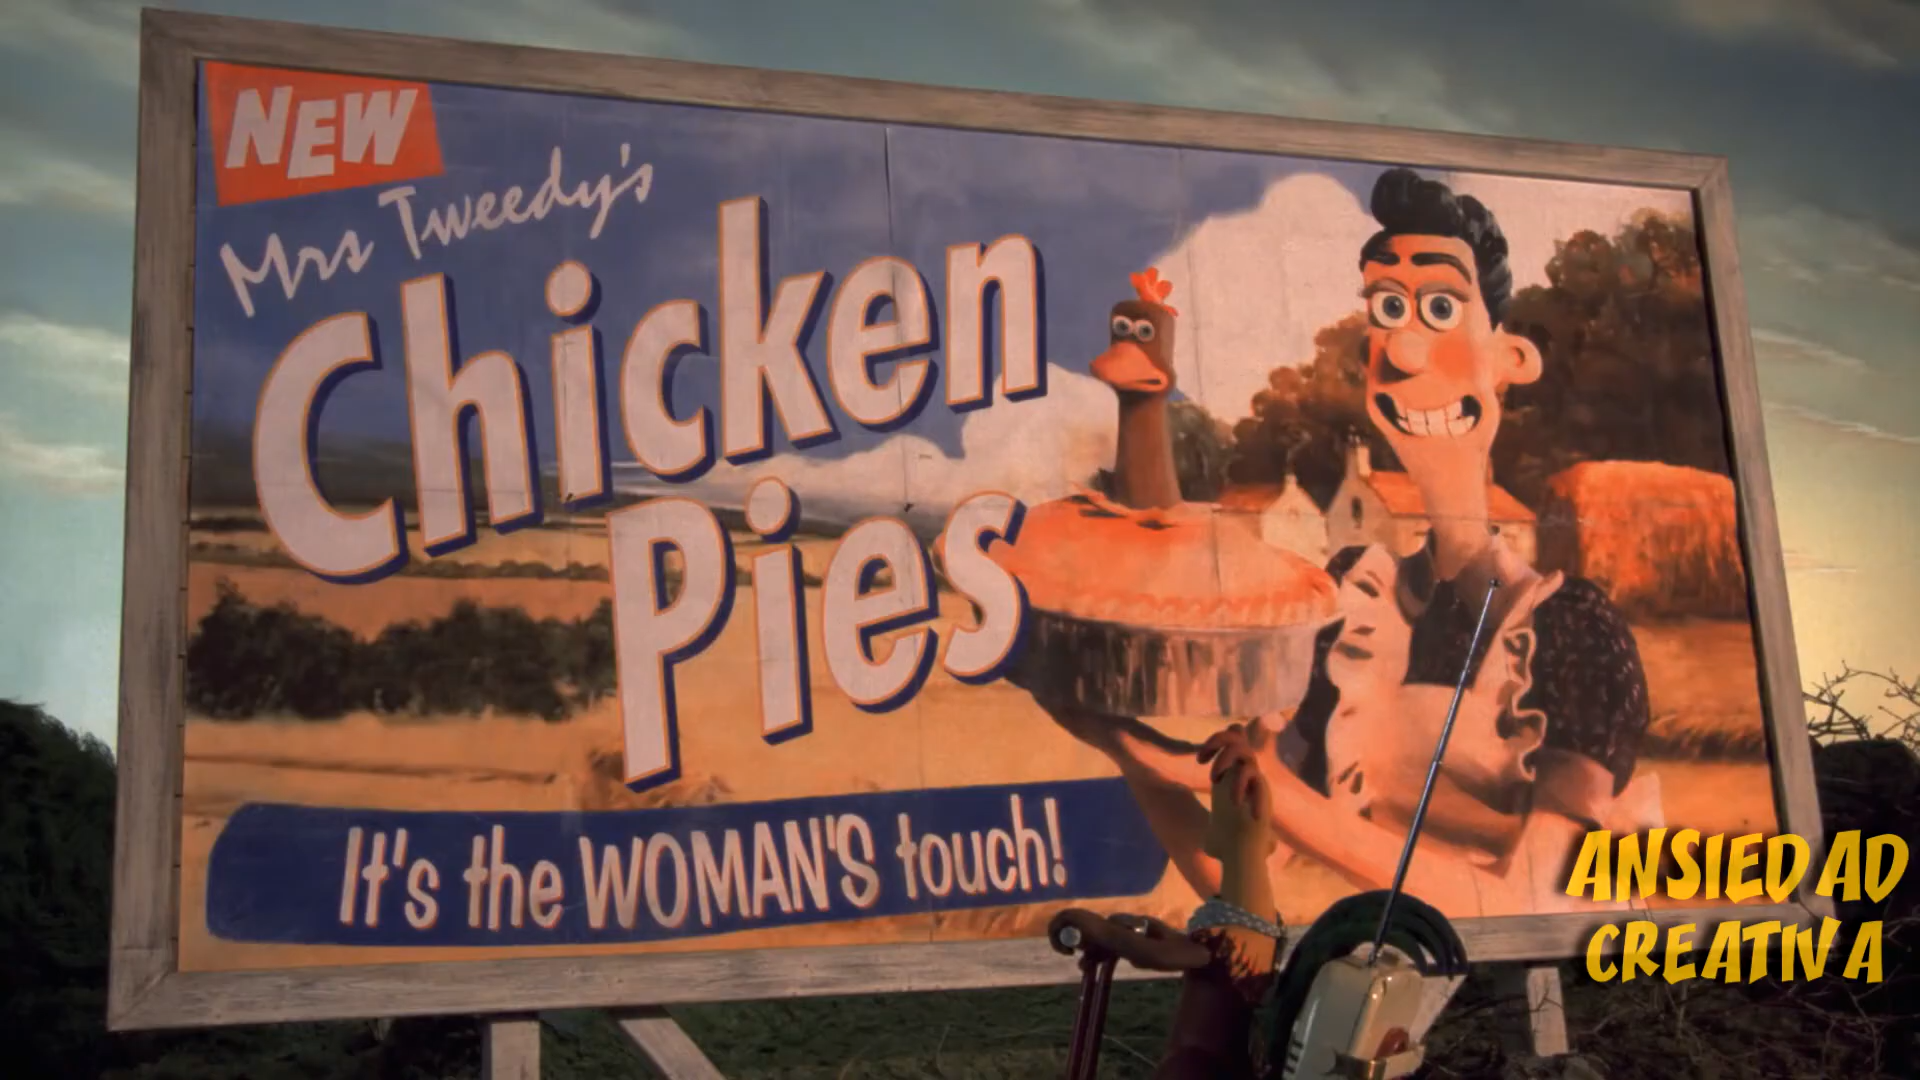 NEW
Mrs Tweedy's
Chicken
Pies
It's the WOMAN'S touch!
ANSIEDAD
CREATIVA